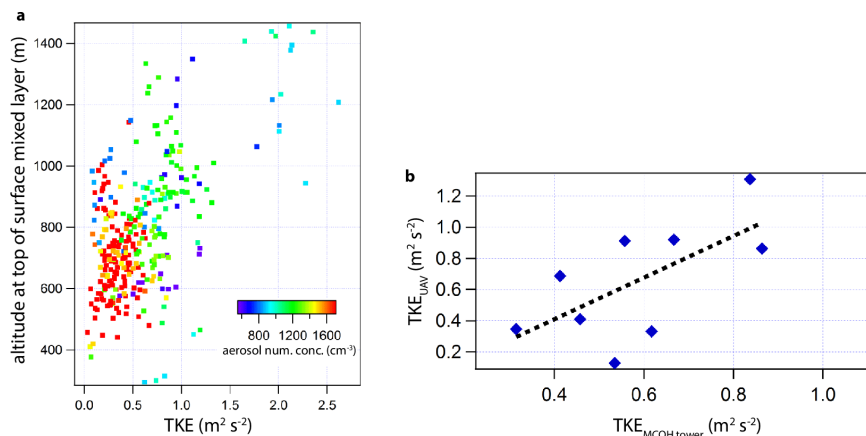 a
altitude at top of surface mixed layer (m)
1400
1200
1000
800
600
400
0.0 0.5 1.0 1.5 2.0 2.5
TKE (m² s⁻²)
800 1200 1600
aerosol num. conc. (cm⁻³)
b
TKE_UAV (m² s⁻²)
1.2
1.0
0.8
0.6
0.4
0.2
0.4 0.6 0.8 1.0
TKE_MCOH tower (m² s⁻²)